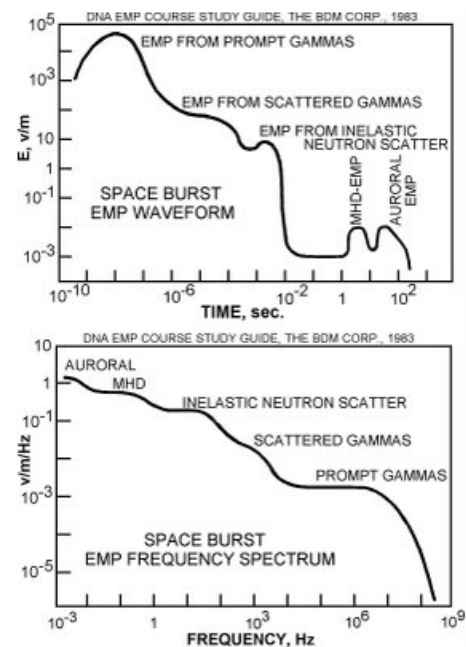 DNA EMP COURSE STUDY GUIDE, THE BDM CORP., 1983
10^5
EMP FROM PROMPT GAMMAS
10^3
EMP FROM SCATTERED GAMMAS
10
EMP FROM INELASTIC
NEUTRON SCATTER
E, v/m
10^-1
SPACE BURST
EMP WAVEFORM
MHD-EMP
AURORAL
EMP
10^-3
10^-10 10^-6 10^-2 1 10^2
TIME, sec.
DNA EMP COURSE STUDY GUIDE, THE BDM CORP., 1983
10
AURORAL
1
MHD
INELASTIC NEUTRON SCATTER
10^-1
v/m/Hz
SCATTERED GAMMAS
10^-3
PROMPT GAMMAS
SPACE BURST
EMP FREQUENCY SPECTRUM
10^-5
10^-3 1 10^3 10^6 10^9
FREQUENCY, Hz